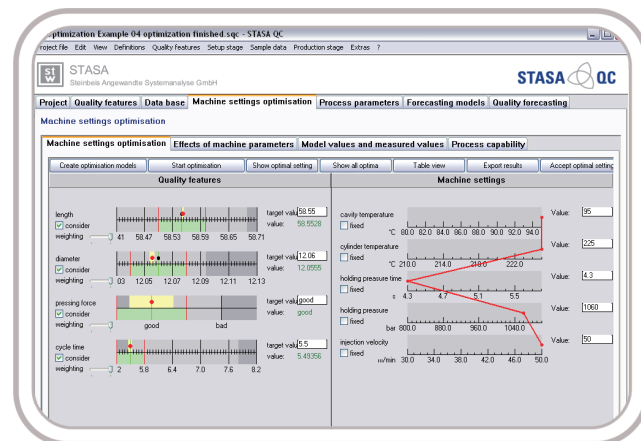 ptimization Example 04 optimization finished.sqc - STASA QC
roject file Edit View Definitions Quality features Setup stage Sample data Production stage Extras ?
st w
STASA
Steinbeis Angewandte Systemanalyse GmbH
STASA QC
Project Quality features Data base Machine settings optimisation Process parameters Forecasting models Quality forecasting
Machine settings optimisation
Machine settings optimisation Effects of machine parameters Model values and measured values Process capability
Create optimisation models Start optimisation Show optimal setting Show all optima Table view Export results Accept optimal setting
Quality features
length
consider
weighting
target valu 58.55
value: 58.5528
41 58.47 58.53 58.59 58.65 58.71
diameter
consider
weighting
target valu 12.06
value: 12.0555
03 12.05 12.07 12.09 12.11 12.13
pressing force
consider
weighting
target valu good
value: good
good bad
cycle time
consider
weighting
target valu 5.5
value: 5.49356
2 5.8 6.4 7.0 7.6 8.2
Machine settings
cavity temperature
fixed
Value: 95
°C 80.0 82.0 84.0 86.0 88.0 90.0 92.0 94.0
cylinder temperature
fixed
Value: 225
°C 210.0 214.0 218.0 222.0
holding pressure time
fixed
Value: 4.3
s 4.3 4.7 5.1 5.5
holding pressure
fixed
Value: 1060
bar 800.0 880.0 960.0 1040.0
injection velocity
fixed
Value: 50
m/min 30.0 34.0 38.0 42.0 46.0 50.0